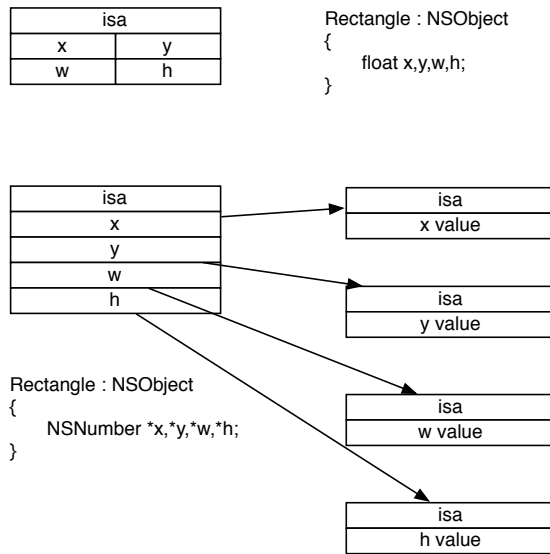 isa
x y
w h
Rectangle : NSObject
{
float x,y,w,h;
}
isa
x
y
w
h
isa
x value
isa
y value
isa
w value
isa
h value
Rectangle : NSObject
{
NSNumber *x,*y,*w,*h;
}